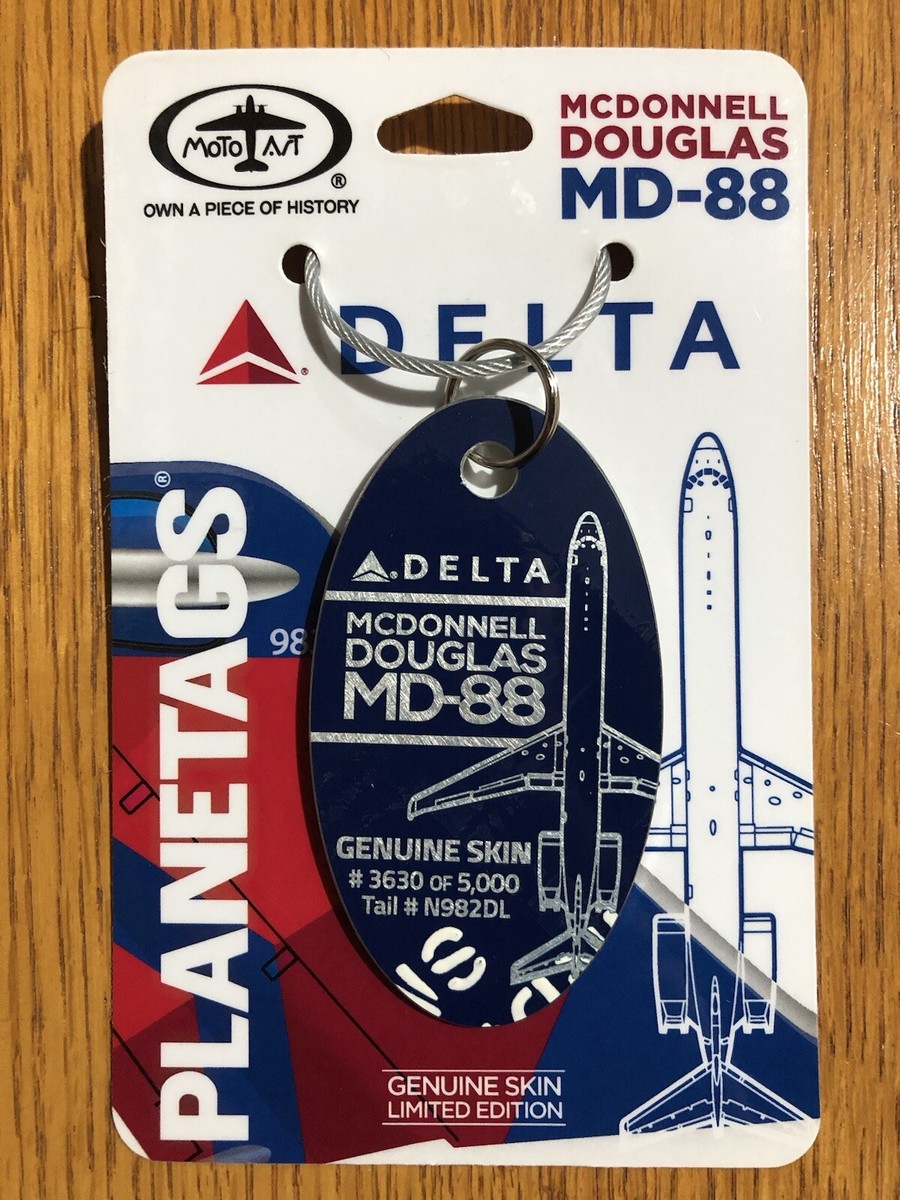 MOTO ART
®
OWN A PIECE OF HISTORY
MCDONNELL
DOUGLAS
MD-88
® DELTA
PLANETAGS®
98
® DELTA
MCDONNELL
DOUGLAS
MD-88
GENUINE SKIN
# 3630 OF 5,000
Tail # N982DL
GENUINE SKIN
LIMITED EDITION